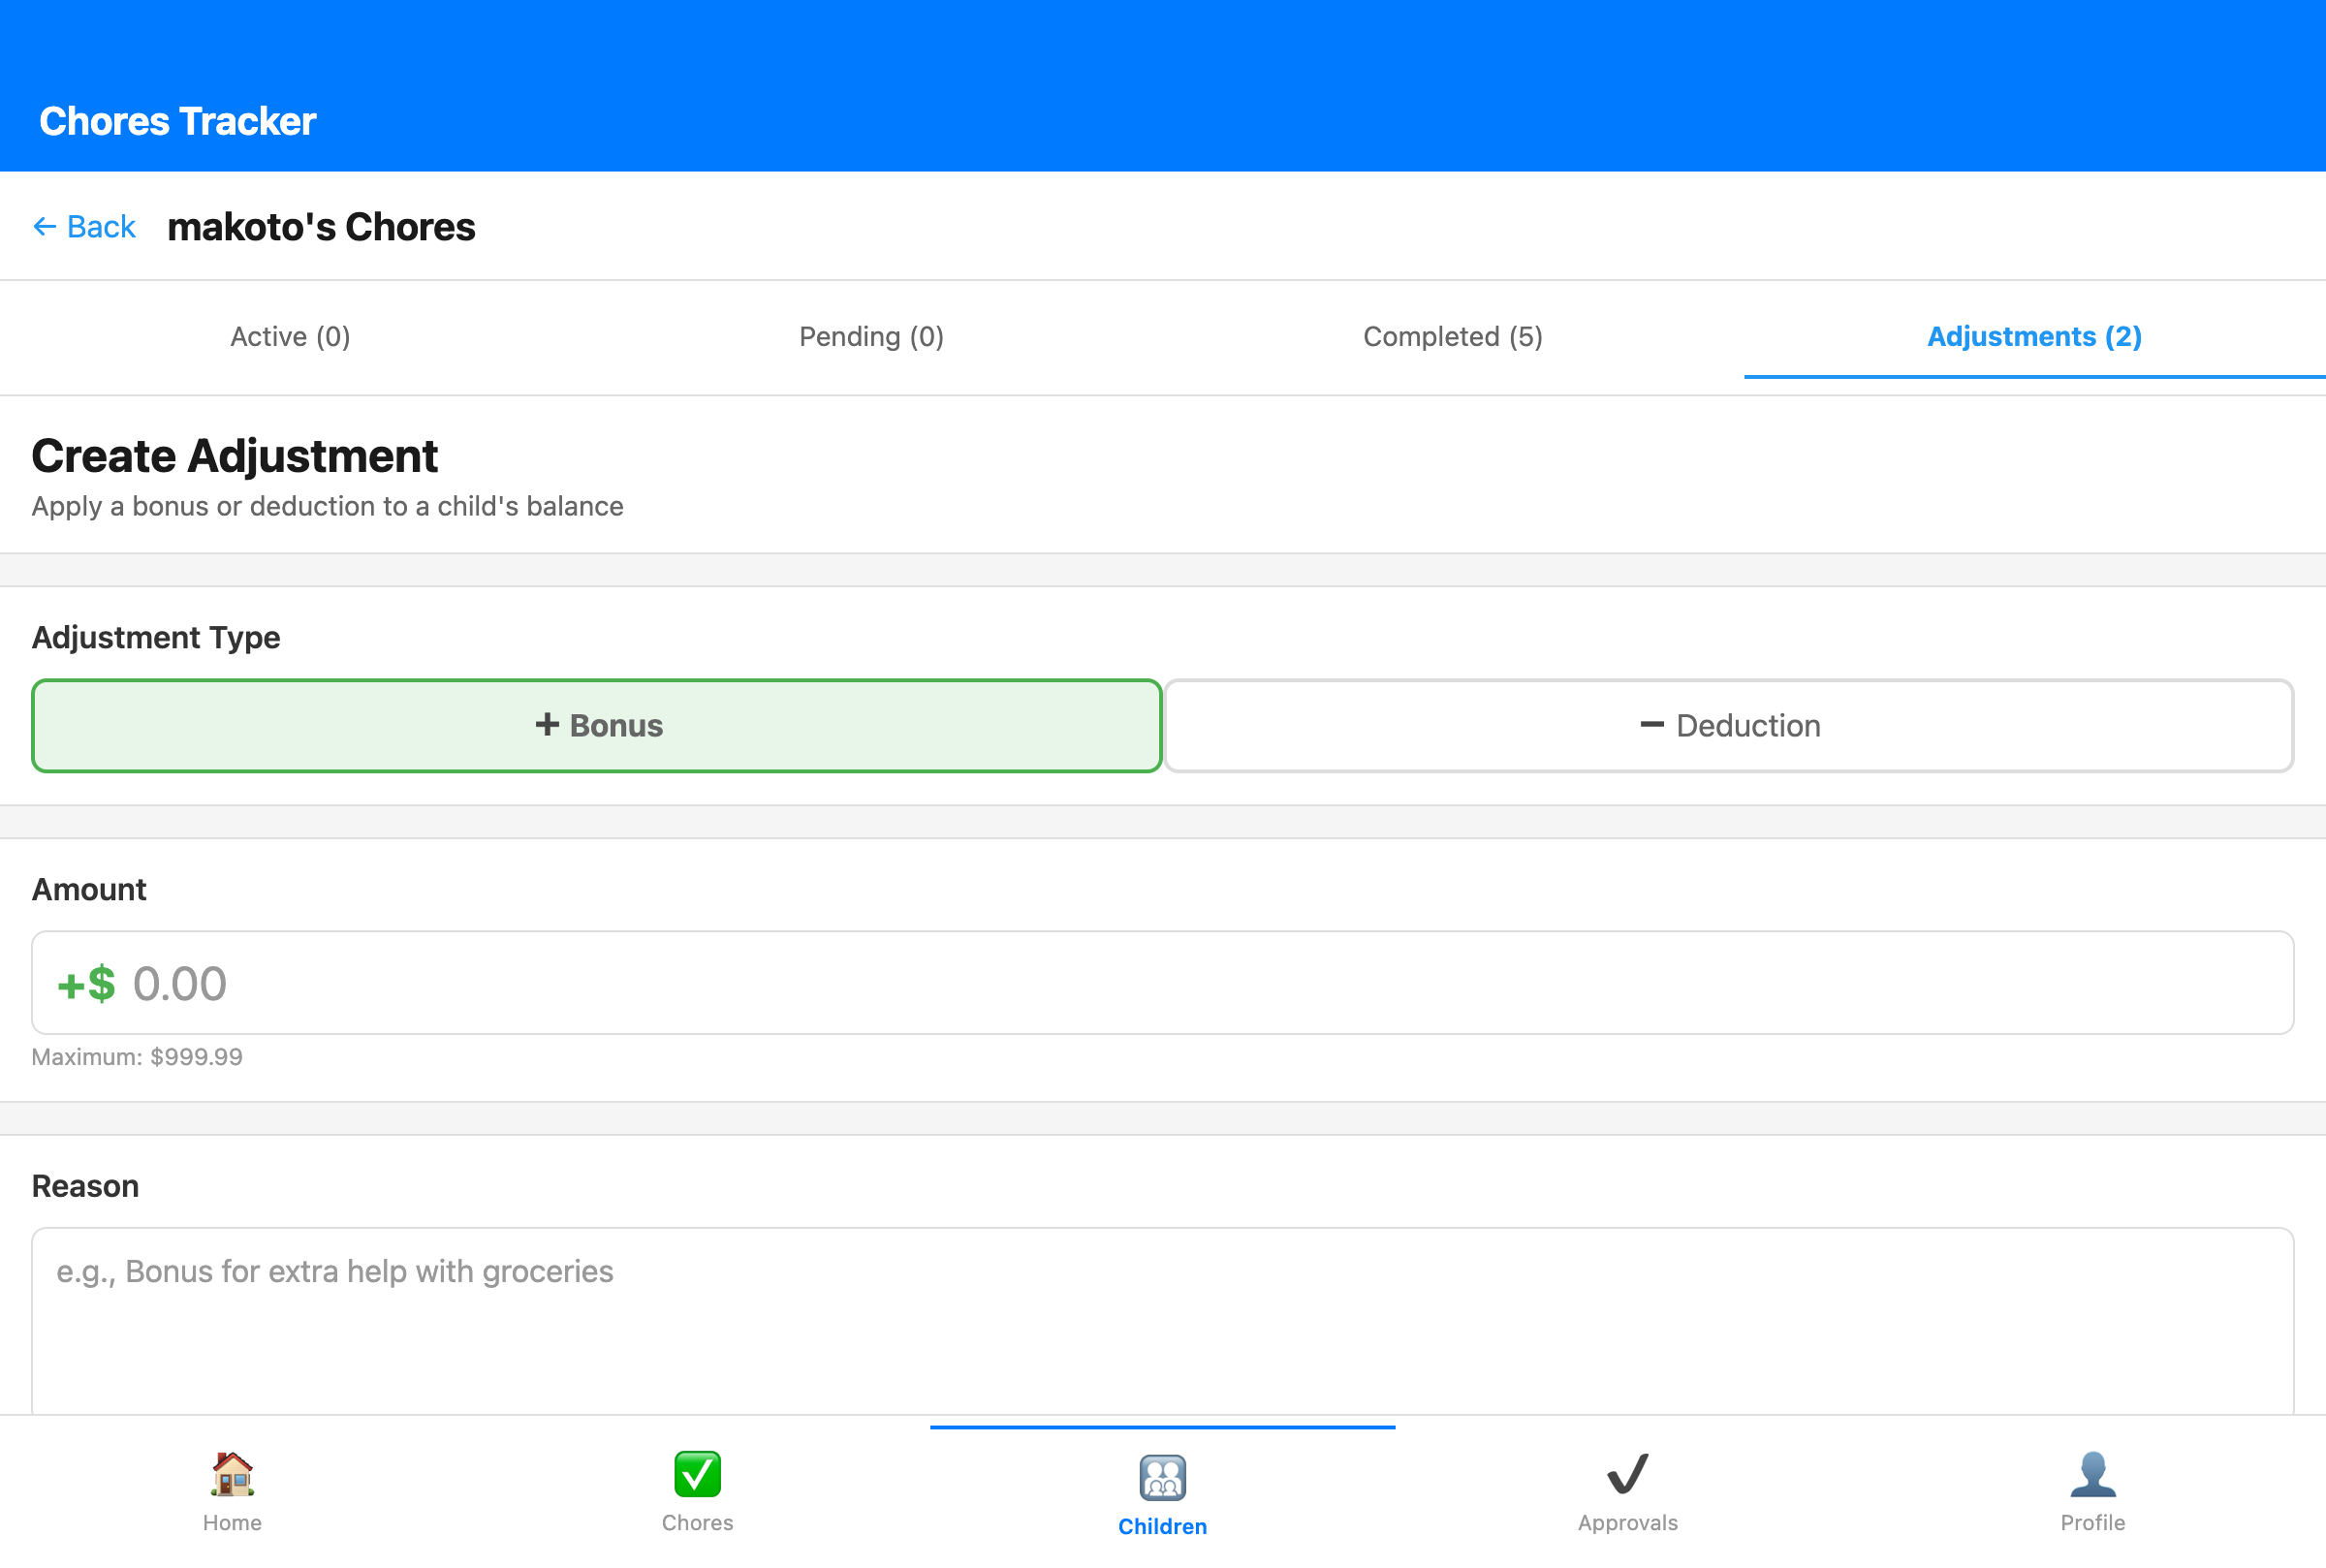 Chores Tracker
← Back makoto's Chores
Active (0) Pending (0) Completed (5) Adjustments (2)
Create Adjustment
Apply a bonus or deduction to a child's balance
Adjustment Type
+ Bonus − Deduction
Amount
+$ 0.00
Maximum: $999.99
Reason
e.g., Bonus for extra help with groceries
Home Chores Children Approvals Profile